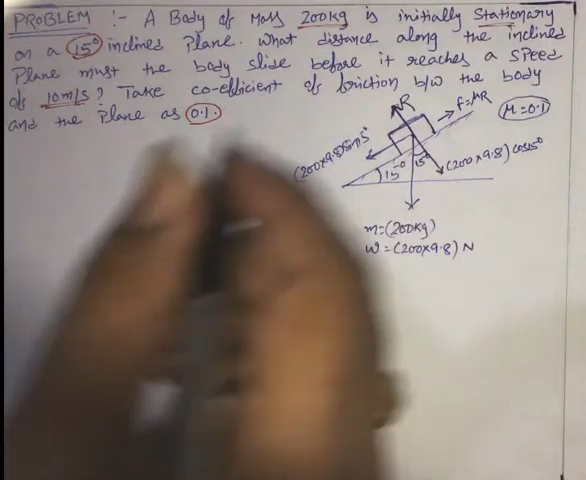 PROBLEM :- A Body of Mass 200kg is initially Stationary
on a 15° inclined Plane. What distance along the inclined
Plane must the body slide before it reaches a speed
of 10m/s? Take co-efficient of friction b/w the body
and the plane as 0.1.
R
f=μR
μ=0.1
(200×9.8)sin15°
15°
15°
(200×9.8)cos15°
m=(200kg)
W=(200×9.8) N